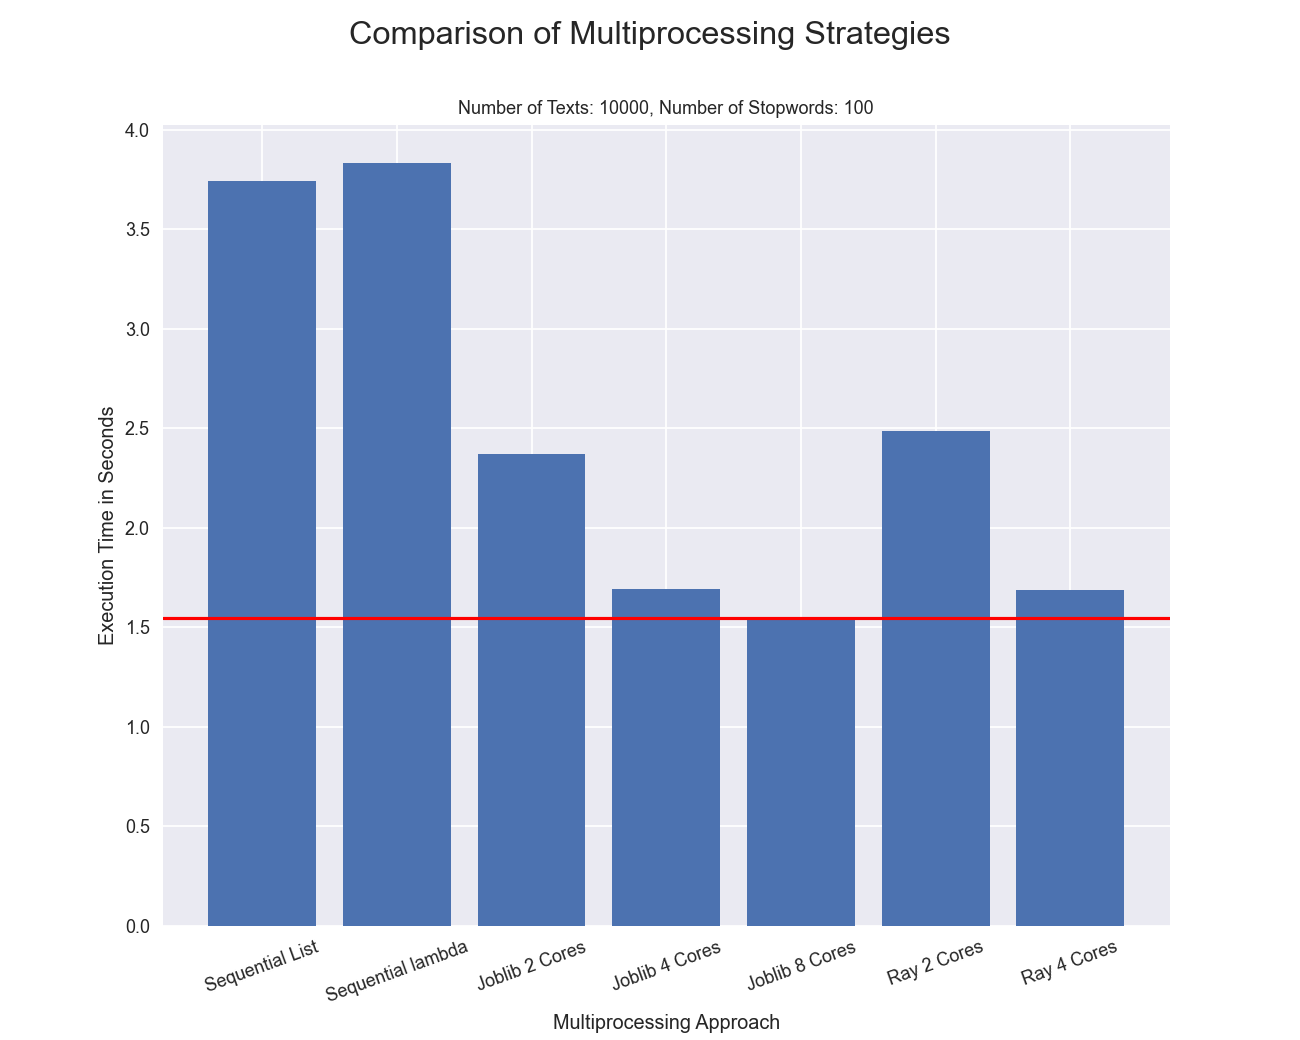 Comparison of Multiprocessing Strategies
Number of Texts: 10000, Number of Stopwords: 100
4.0
3.5
3.0
2.5
2.0
1.5
1.0
0.5
0.0
Execution Time in Seconds
Sequential List
Sequential lambda
Joblib 2 Cores
Joblib 4 Cores
Joblib 8 Cores
Ray 2 Cores
Ray 4 Cores
Multiprocessing Approach